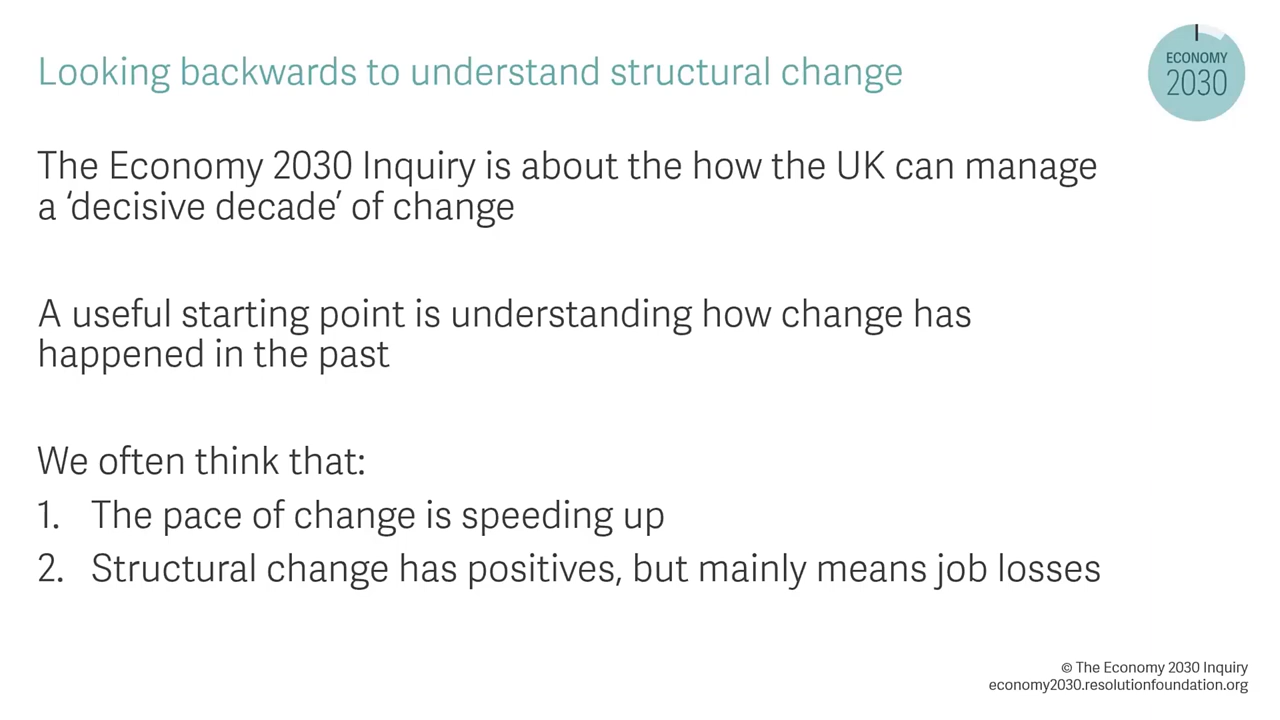 Looking backwards to understand structural change
ECONOMY
2030
The Economy 2030 Inquiry is about the how the UK can manage
a ‘decisive decade’ of change
A useful starting point is understanding how change has
happened in the past
We often think that:
1. The pace of change is speeding up
2. Structural change has positives, but mainly means job losses
© The Economy 2030 Inquiry
economy2030.resolutionfoundation.org